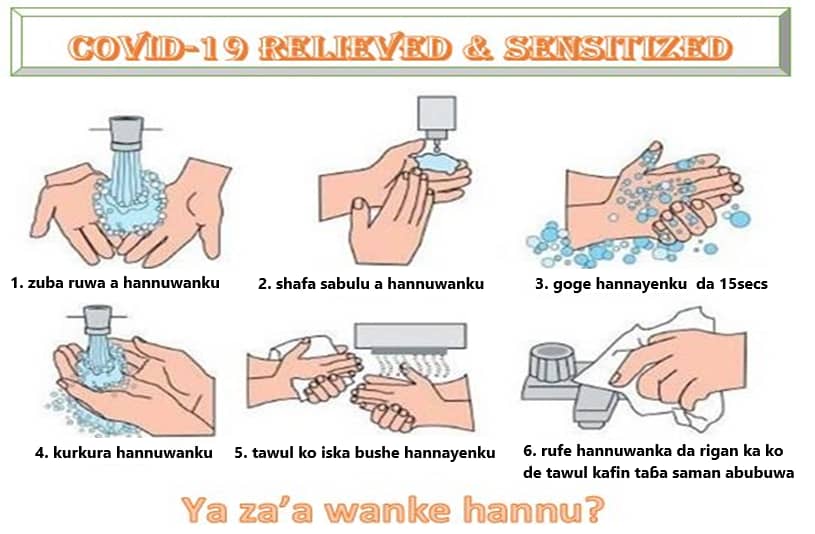 COVID-19 RELIEVED & SENSITIZED
1. zuba ruwa a hannuwanku
2. shafa sabulu a hannuwanku
3. goge hannayenku da 15secs
4. kurkura hannuwanku
5. tawul ko iska bushe hannayenku
6. rufe hannuwanka da rigan ka ko
de tawul kafin taɓa saman abubuwa
Ya za’a wanke hannu?